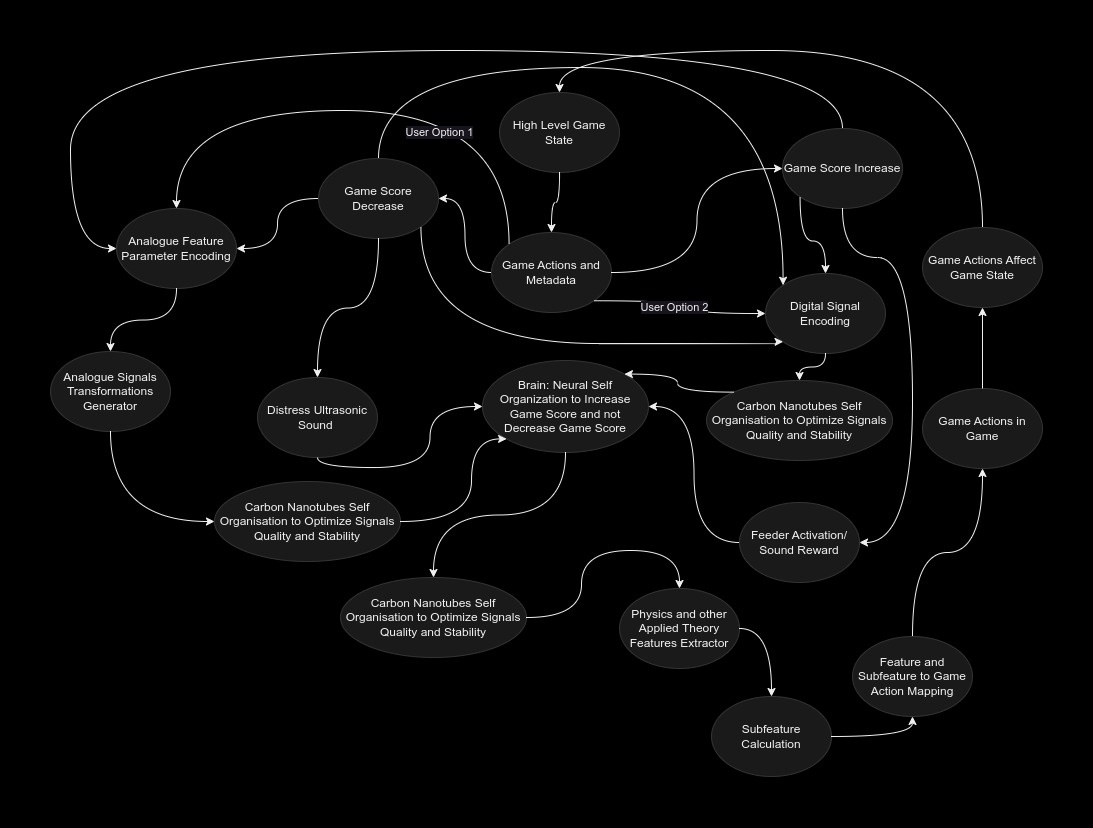 User Option 1
High Level Game
State
Game Score Increase
Game Score
Decrease
Analogue Feature
Parameter Encoding
Game Actions and
Metadata
Game Actions Affect
Game State
User Option 2
Digital Signal
Encoding
Analogue Signals
Transformations
Generator
Distress Ultrasonic
Sound
Brain: Neural Self
Organization to Increase
Game Score and not
Decrease Game Score
Carbon Nanotubes Self
Organisation to Optimize Signals
Quality and Stability
Game Actions in
Game
Carbon Nanotubes Self
Organisation to Optimize Signals
Quality and Stability
Feeder Activation/
Sound Reward
Carbon Nanotubes Self
Organisation to Optimize Signals
Quality and Stability
Physics and other
Applied Theory
Features Extractor
Feature and
Subfeature to Game
Action Mapping
Subfeature
Calculation